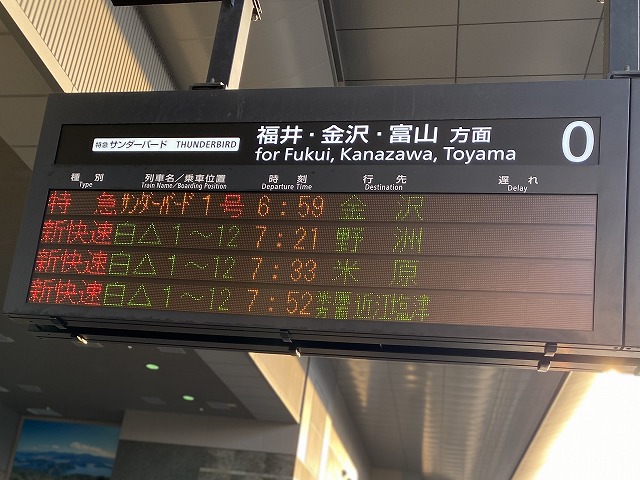 特急 サンダーバード THUNDERBIRD 福井・金沢・富山 方面 0
for Fukui, Kanazawa, Toyama
種別 列車名／乗車位置 時刻 行先 遅れ
Type Train Name/Boarding Position Departure Time Destination Delay
特急 サンダーバード 1号 6:59 金沢
新快速 白△1～12 7:21 野洲
新快速 白△1～12 7:33 米原
新快速 白△1～12 7:52 近江塩津